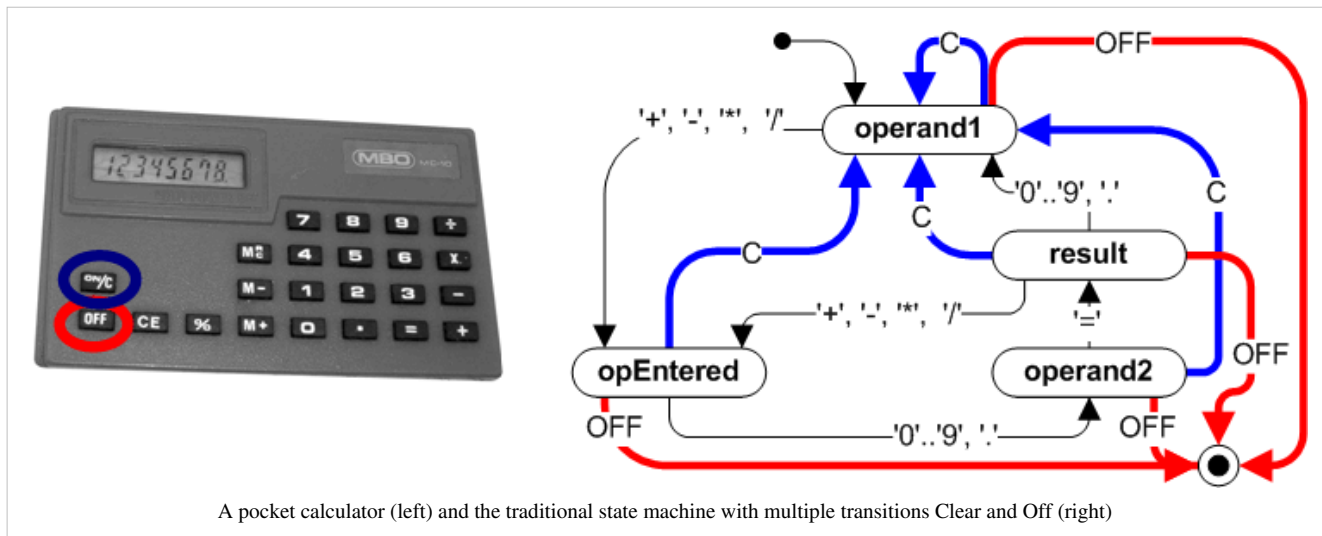 12345678.
MBO MC-10
7 8 9 ÷
4 5 6 X
ON/C
M- 1 2 3 -
OFF CE % M+ 0 . = +
C
OFF
operand1
'+', '-', '*', '/'
'0'..'9', '.'
C
C
C
result
'+', '-', '*', '/'
'='
OFF
opEntered
operand2
OFF
'0'..'9', '.'
OFF
A pocket calculator (left) and the traditional state machine with multiple transitions Clear and Off (right)